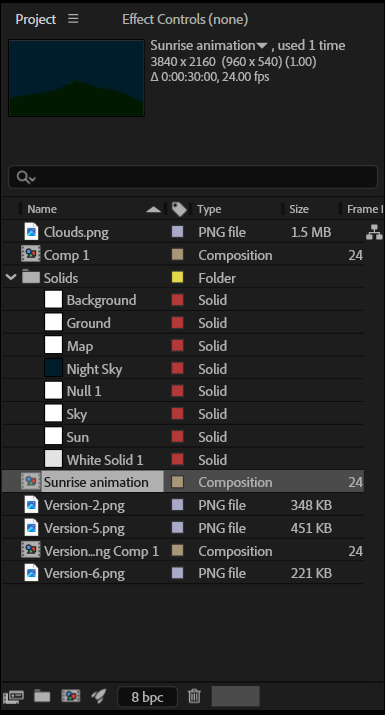 Project Effect Controls (none)
Sunrise animation , used 1 time
3840 x 2160 (960 x 540) (1.00)
Δ 0:00:30:00, 24.00 fps
Name Type Size Frame
Clouds.png PNG file 1.5 MB
Comp 1 Composition 24
Solids Folder
Background Solid
Ground Solid
Map Solid
Night Sky Solid
Null 1 Solid
Sky Solid
Sun Solid
White Solid 1 Solid
Sunrise animation Composition 24
Version-2.png PNG file 348 KB
Version-5.png PNG file 451 KB
Version...ng Comp 1 Composition 24
Version-6.png PNG file 221 KB
8 bpc